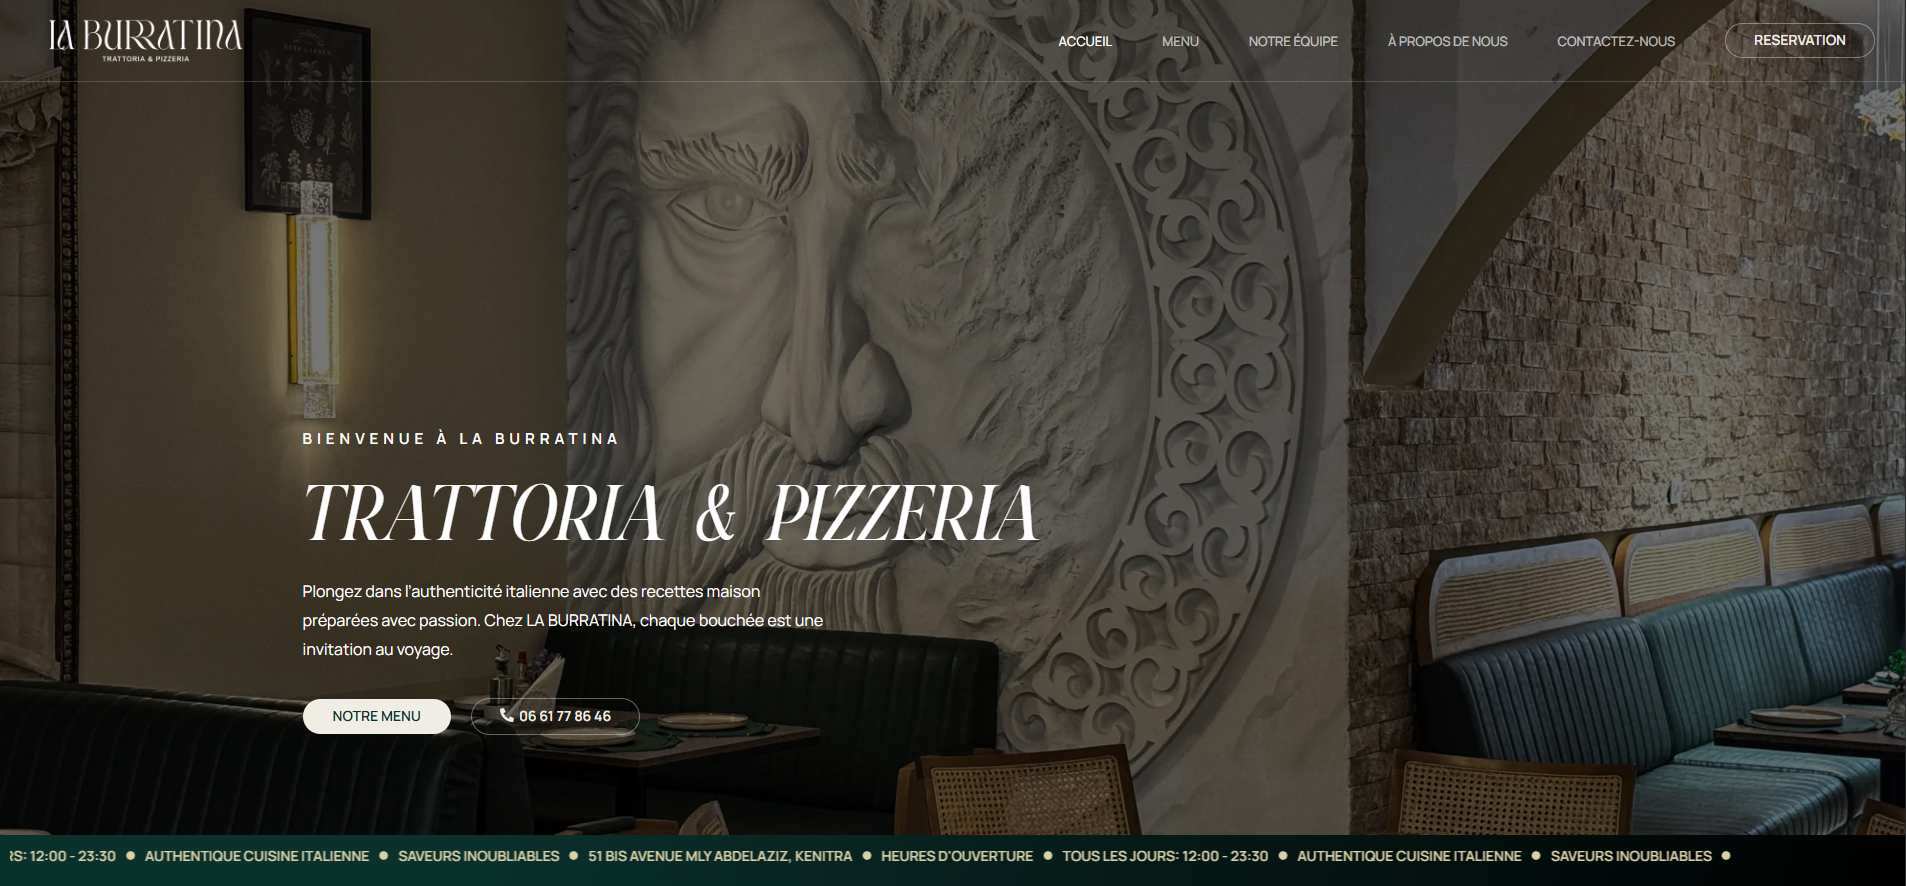 LA BURRATINA
TRATTORIA & PIZZERIA
ACCUEIL
MENU
NOTRE ÉQUIPE
À PROPOS DE NOUS
CONTACTEZ-NOUS
RESERVATION
BIENVENUE À LA BURRATINA
TRATTORIA & PIZZERIA
Plongez dans l'authenticité italienne avec des recettes maison
préparées avec passion. Chez LA BURRATINA, chaque bouchée est une
invitation au voyage.
NOTRE MENU
06 61 77 86 46
RS: 12:00 - 23:30 ● AUTHENTIQUE CUISINE ITALIENNE ● SAVEURS INOUBLIABLES ● 51 BIS AVENUE MLY ABDELAZIZ, KENITRA ● HEURES D'OUVERTURE ● TOUS LES JOURS: 12:00 - 23:30 ● AUTHENTIQUE CUISINE ITALIENNE ● SAVEURS INOUBLIABLES ●